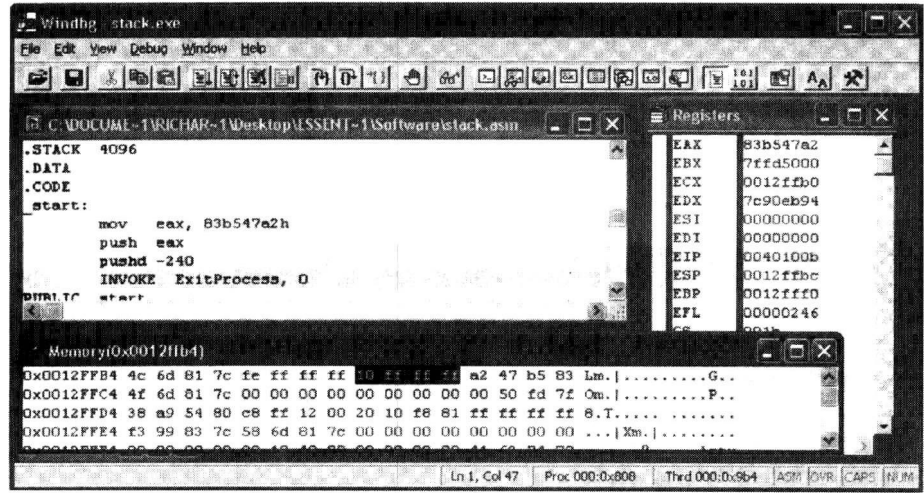 Windbg - stack.exe
File Edit View Debug Window Help
C:\DOCUME~1\RICHAR~1\Desktop\ESSENT~1\Software\stack.asm
.STACK 4096
.DATA
.CODE
_start:
mov eax, 83b547a2h
push eax
pushd -240
INVOKE ExitProcess, 0
PUBLIC _start
Registers
EAX 83b547a2
EBX 7ffd5000
ECX 0012ffb0
EDX 7c90eb94
ESI 00000000
EDI 00000000
EIP 0040100b
ESP 0012ffbc
EBP 0012fff0
EFL 00000246
CS 001b
Memory(0x0012ffb4)
0x0012FFB4 4c 6d 81 7c fe ff ff ff 10 ff ff ff a2 47 b5 83 Lm.|.........G..
0x0012FFC4 4f 6d 81 7c 00 00 00 00 00 00 00 00 00 50 fd 7f Om.|.........P..
0x0012FFD4 38 a9 54 80 c8 ff 12 00 20 10 f8 81 ff ff ff ff 8.T..... .......
0x0012FFE4 f3 99 83 7c 58 6d 81 7c 00 00 00 00 00 00 00 00 ...|Xm.|........
Ln 1, Col 47 Proc 000:0x808 Thrd 000:0x9b4 ASM OVR CAPS NUM